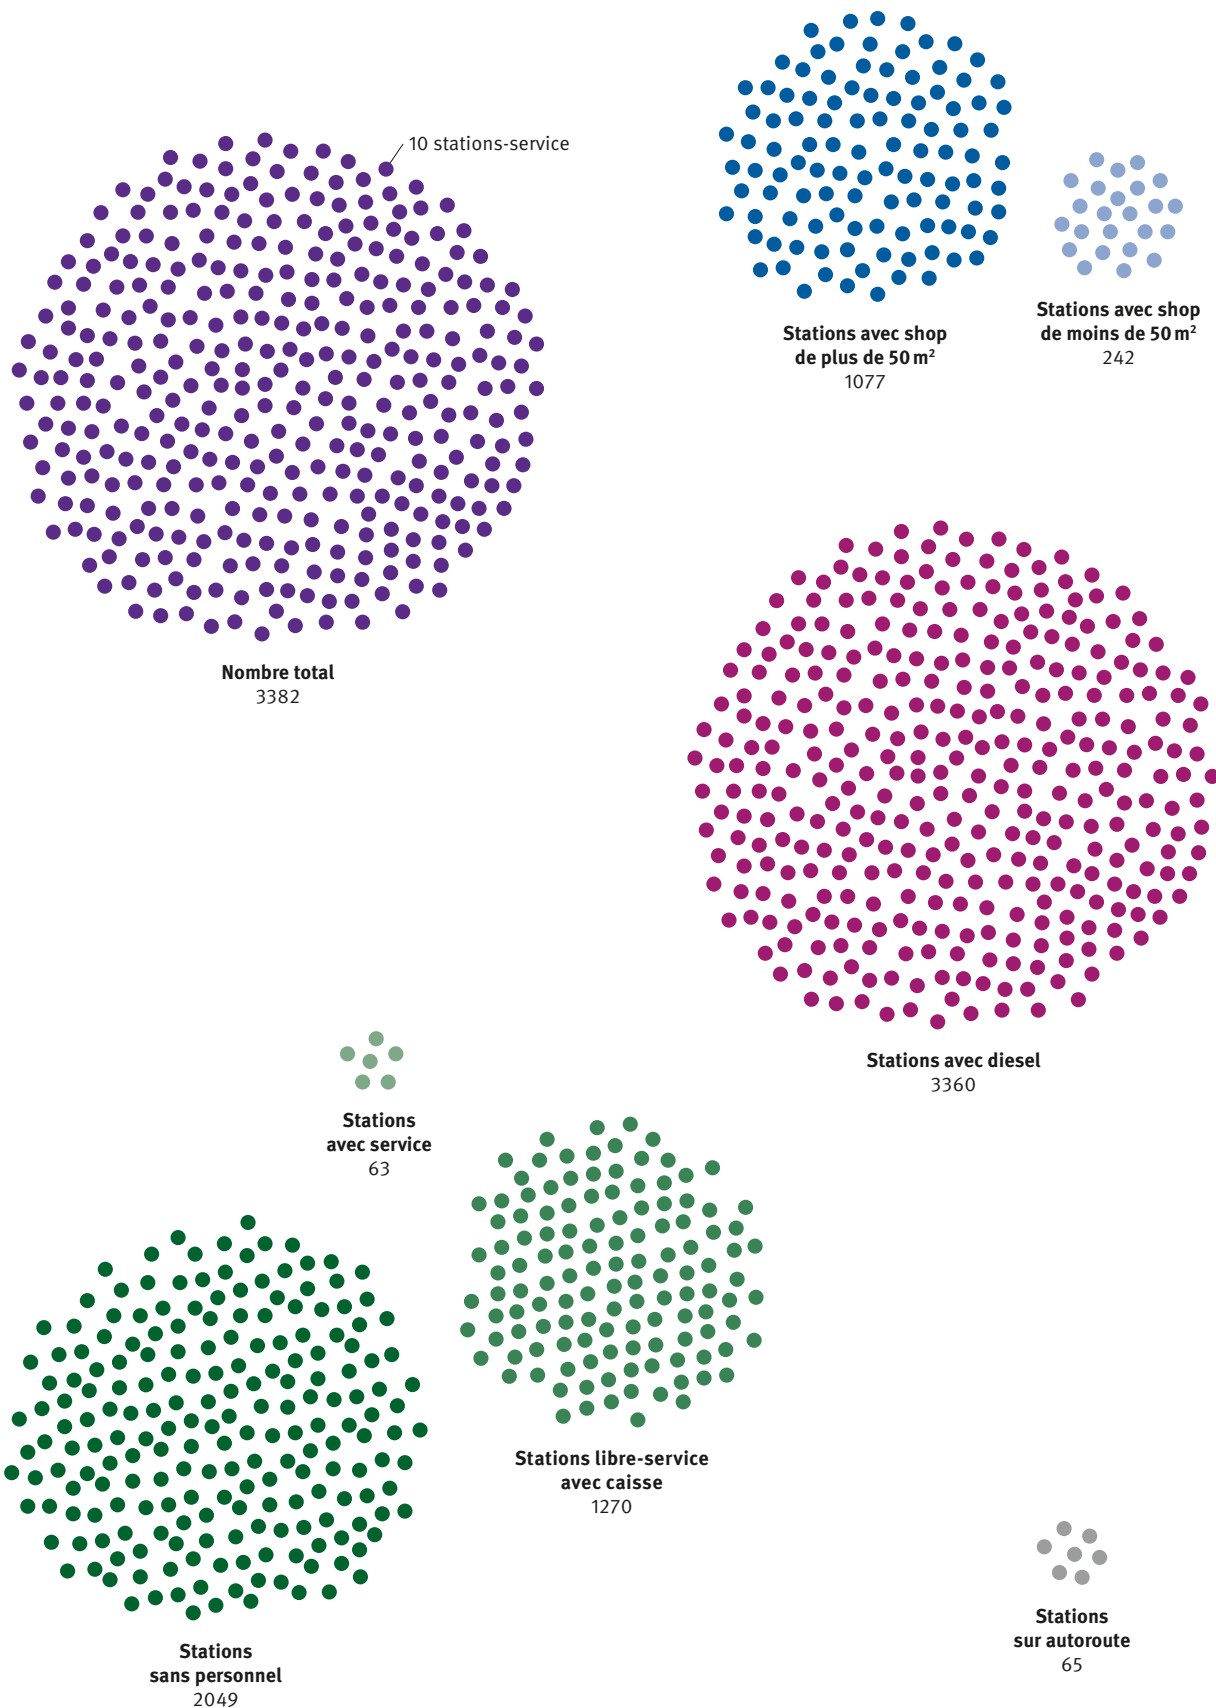 10 stations-service
Stations avec shop
de plus de 50 m²
1077
Stations avec shop
de moins de 50 m²
242
Nombre total
3382
Stations avec diesel
3360
Stations
avec service
63
Stations libre-service
avec caisse
1270
Stations
sans personnel
2049
Stations
sur autoroute
65